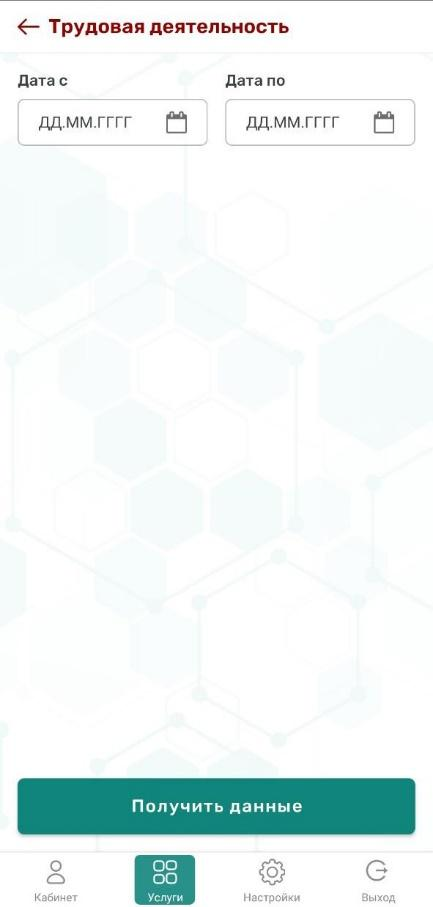 Трудовая деятельность
Дата с Дата по
ДД.ММ.ГГГГ ДД.ММ.ГГГГ
Получить данные
Кабинет Услуги Настройки Выход